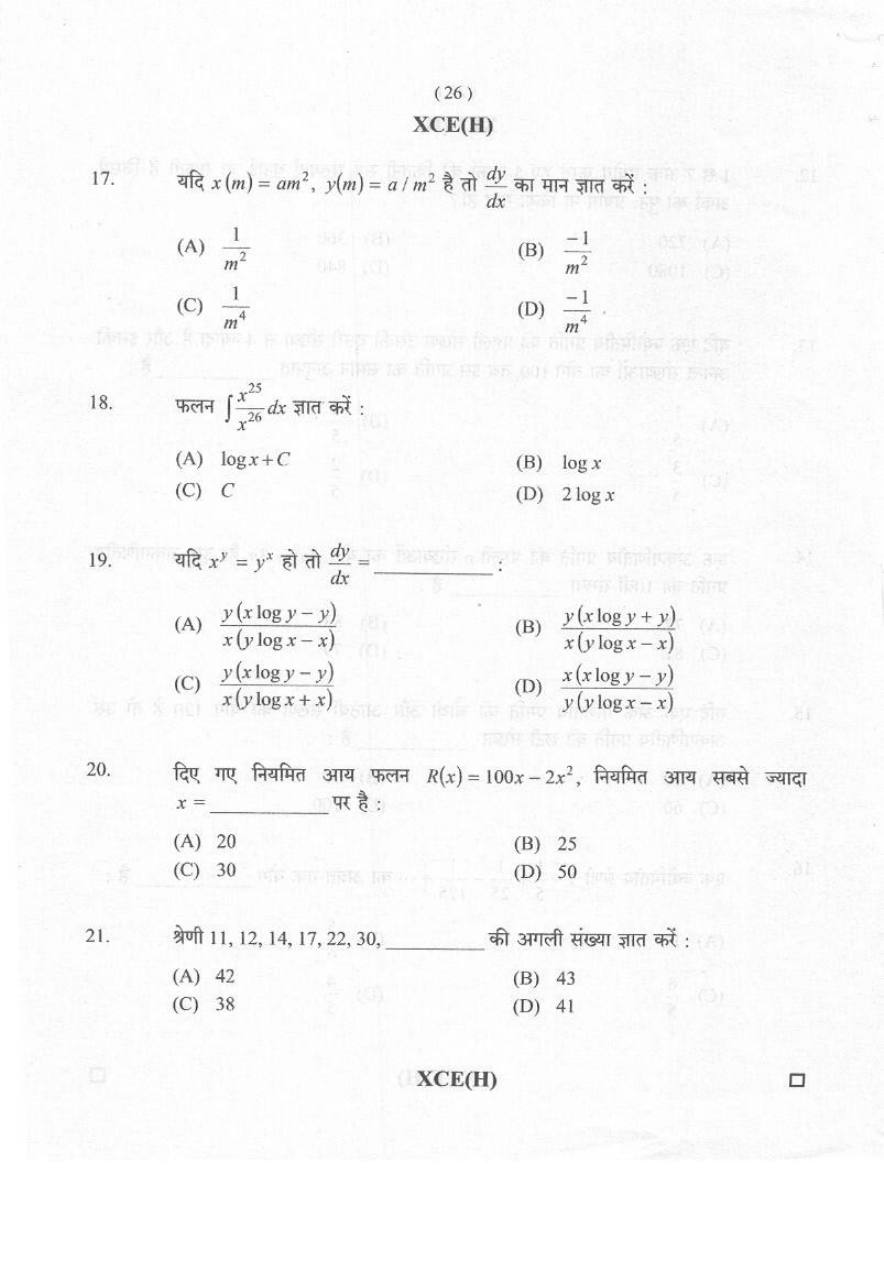 ( 26 )
XCE(H)
17. यदि x(m) = am², y(m) = a / m² है तो dy/dx का मान ज्ञात करें :
(A) 1/m² (B) −1/m²
(C) 1/m⁴ (D) −1/m⁴
18. फलन ∫ x²⁵/x²⁶ dx ज्ञात करें :
(A) log x + C (B) log x
(C) C (D) 2 log x
19. यदि xʸ = yˣ हो तो dy/dx = ____________ :
(A) y(x log y − y)/x(y log x − x) (B) y(x log y + y)/x(y log x − x)
(C) y(x log y − y)/x(y log x + x) (D) x(x log y − y)/y(y log x − x)
20. दिए गए नियमित आय फलन R(x) = 100x − 2x², नियमित आय सबसे ज्यादा
x = ____________ पर है :
(A) 20 (B) 25
(C) 30 (D) 50
21. श्रेणी 11, 12, 14, 17, 22, 30, __________ की अगली संख्या ज्ञात करें :
(A) 42 (B) 43
(C) 38 (D) 41
XCE(H)